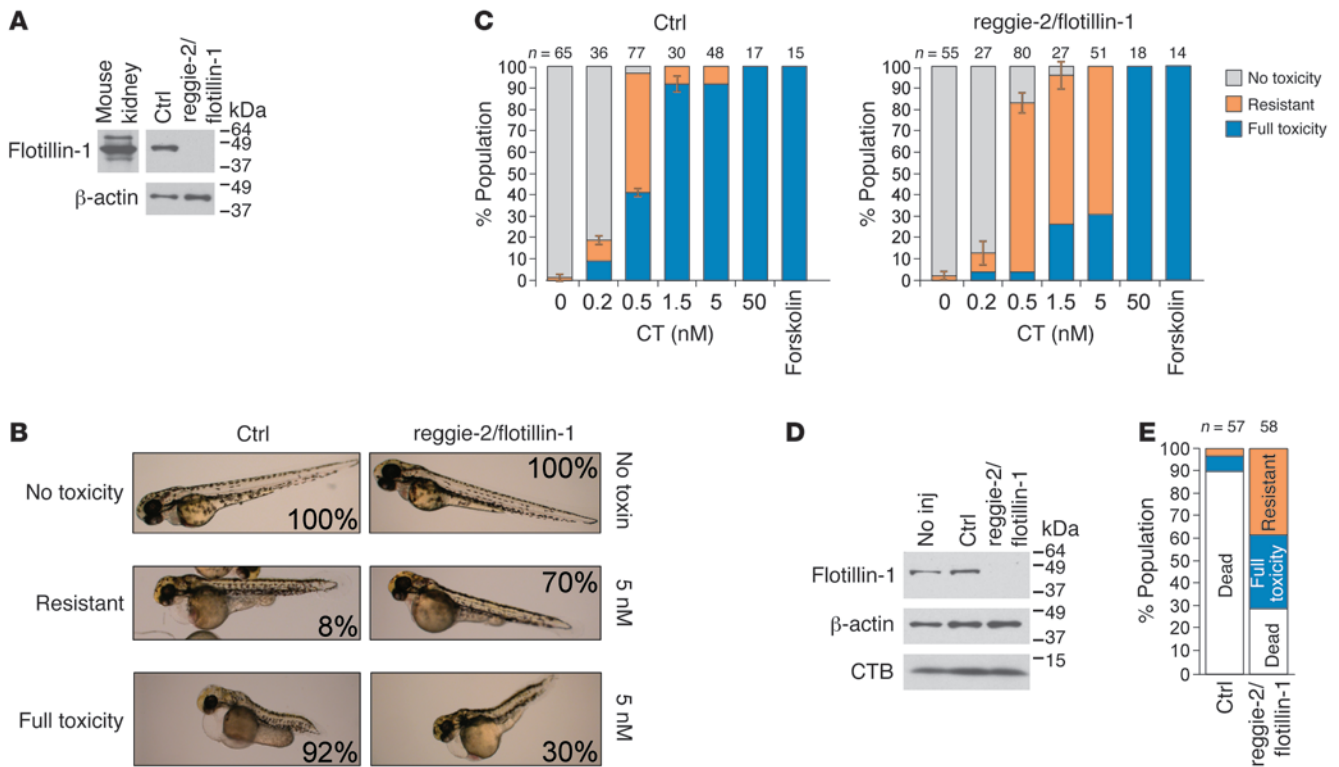 A
Mouse
kidney
Ctrl
reggie-2/
flotillin-1
kDa
Flotillin-1
64
49
37
β-actin
49
37
C
Ctrl
n = 65 36 77 30 48 17 15
% Population
100
90
80
70
60
50
40
30
20
10
0
0 0.2 0.5 1.5 5 50 Forskolin
CT (nM)
reggie-2/flotillin-1
n = 55 27 80 27 51 18 14
% Population
100
90
80
70
60
50
40
30
20
10
0
0 0.2 0.5 1.5 5 50 Forskolin
CT (nM)
No toxicity
Resistant
Full toxicity
B
Ctrl
reggie-2/flotillin-1
No toxicity
100%
100%
No toxin
Resistant
8%
70%
5 nM
Full toxicity
92%
30%
5 nM
D
No inj
Ctrl
reggie-2/
flotillin-1
kDa
Flotillin-1
64
49
37
β-actin
49
37
CTB
15
E
n = 57 58
% Population
100
90
80
70
60
50
40
30
20
10
0
Dead
Resistant
Full
toxicity
Dead
Ctrl
reggie-2/
flotillin-1